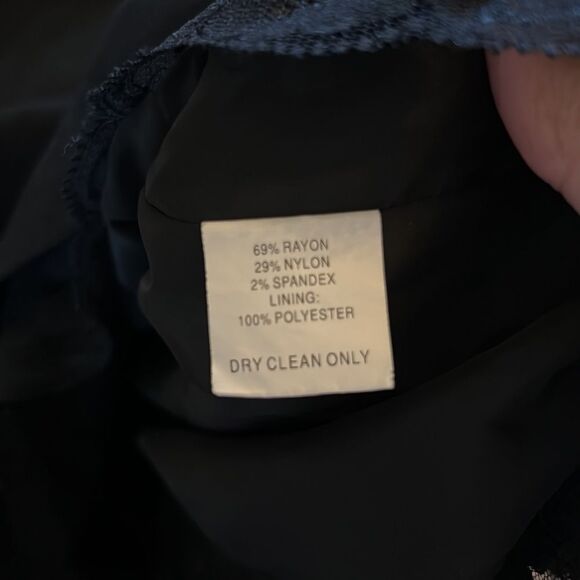 69% RAYON
29% NYLON
2% SPANDEX
LINING:
100% POLYESTER
DRY CLEAN ONLY